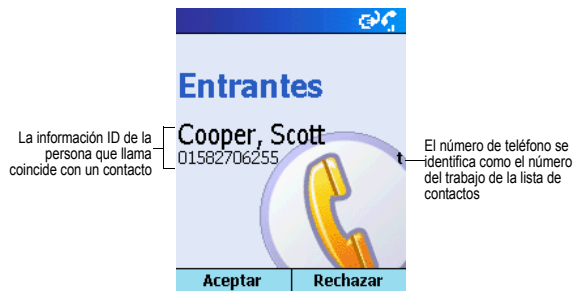 Entrantes
La información ID de la
persona que llama
coincide con un contacto
Cooper, Scott
01582706255
t
El número de teléfono se
identifica como el número
del trabajo de la lista de
contactos
Aceptar
Rechazar